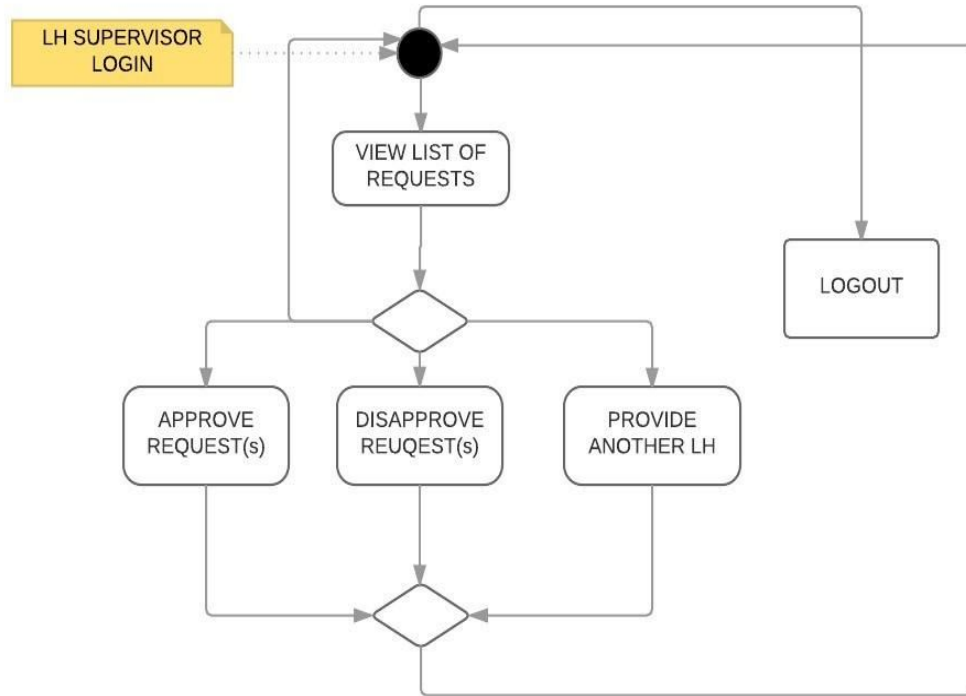 LH SUPERVISOR
LOGIN
VIEW LIST OF
REQUESTS
LOGOUT
APPROVE
REQUEST(s)
DISAPPROVE
REUQEST(s)
PROVIDE
ANOTHER LH